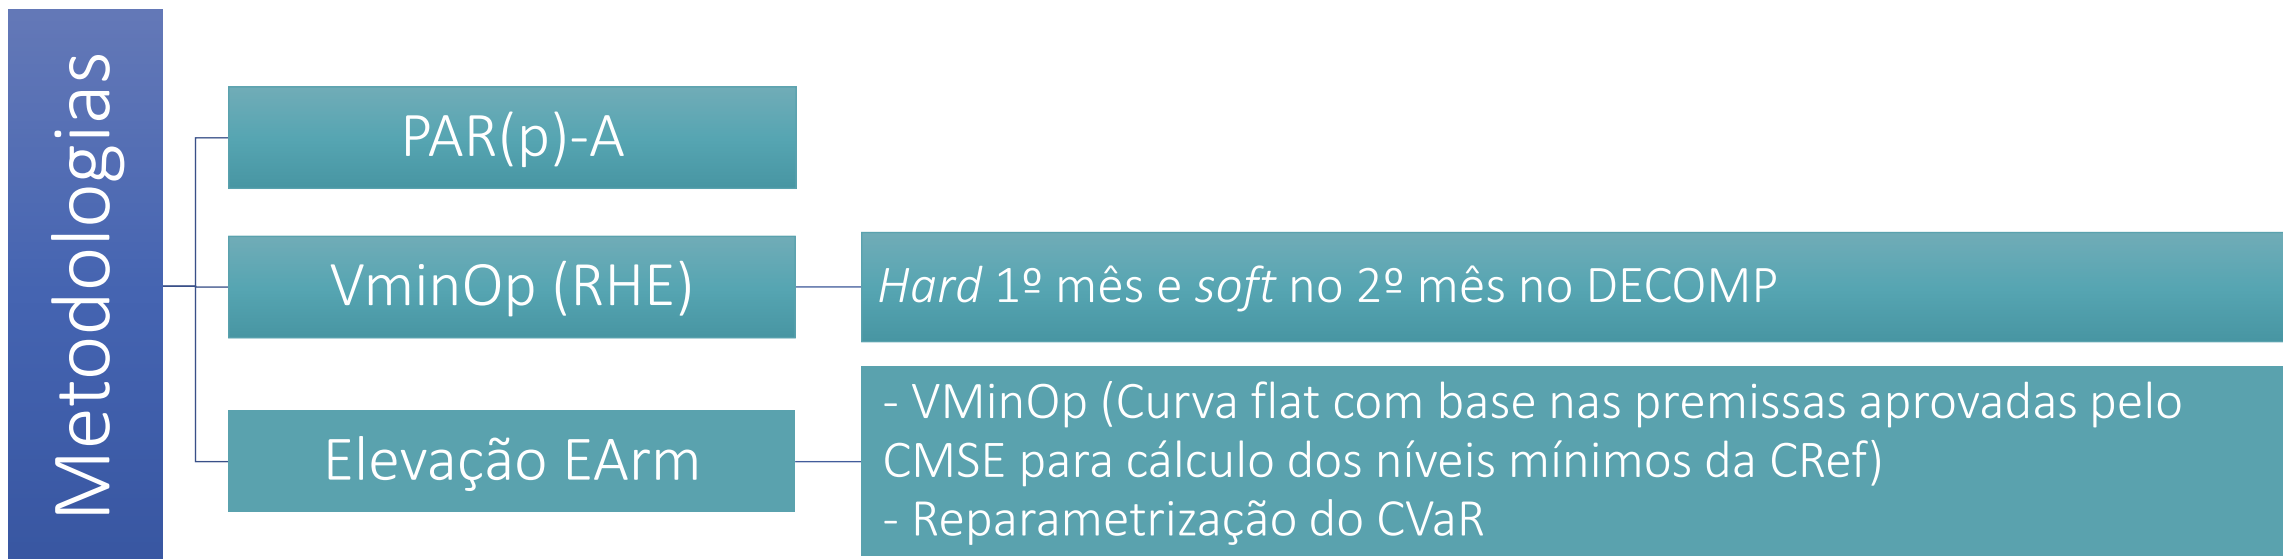 Metodologias
PAR(p)-A
VminOp (RHE)
Hard 1º mês e soft no 2º mês no DECOMP
Elevação EArm
- VMinOp (Curva flat com base nas premissas aprovadas pelo
CMSE para cálculo dos níveis mínimos da CRef)
- Reparametrização do CVaR